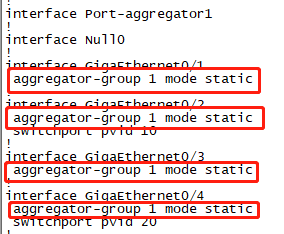 interface Port-aggregator1
!
interface Null0
!
interface GigaEthernet0/1
aggregator-group 1 mode static
!
interface GigaEthernet0/2
aggregator-group 1 mode static
switchport pvid 10
!
interface GigaEthernet0/3
aggregator-group 1 mode static
!
interface GigaEthernet0/4
aggregator-group 1 mode static
switchport pvid 20
!